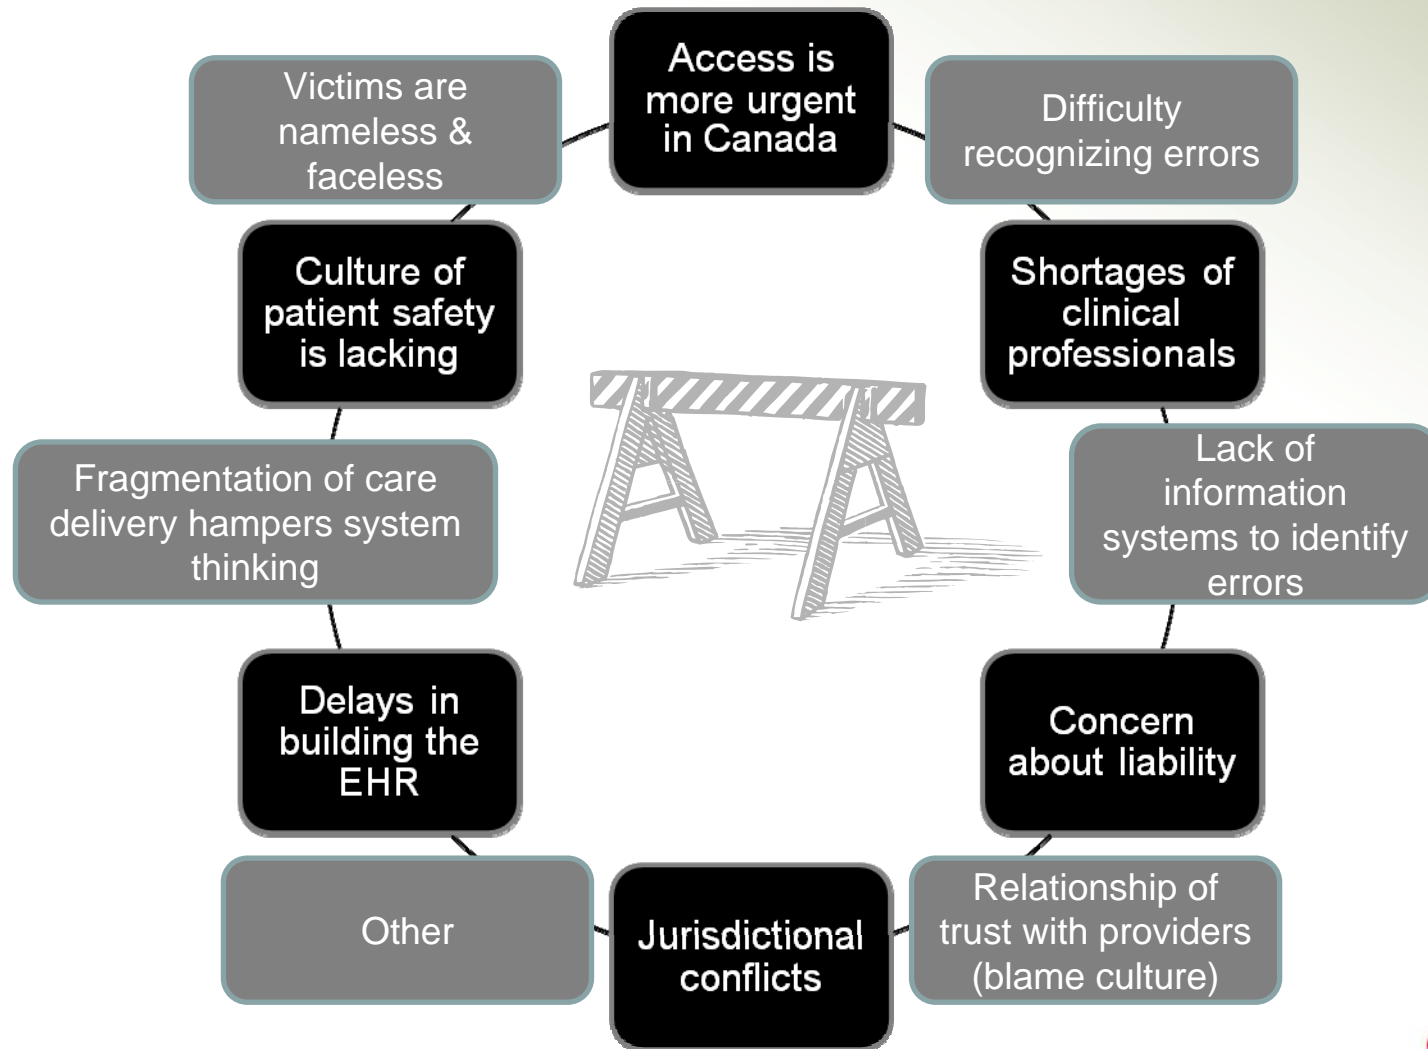 Access is
more urgent
in Canada
Difficulty
recognizing errors
Shortages of
clinical
professionals
Lack of
information
systems to identify
errors
Concern
about liability
Relationship of
trust with providers
(blame culture)
Jurisdictional
conflicts
Other
Delays in
building the
EHR
Fragmentation of care
delivery hampers system
thinking
Culture of
patient safety
is lacking
Victims are
nameless &
faceless